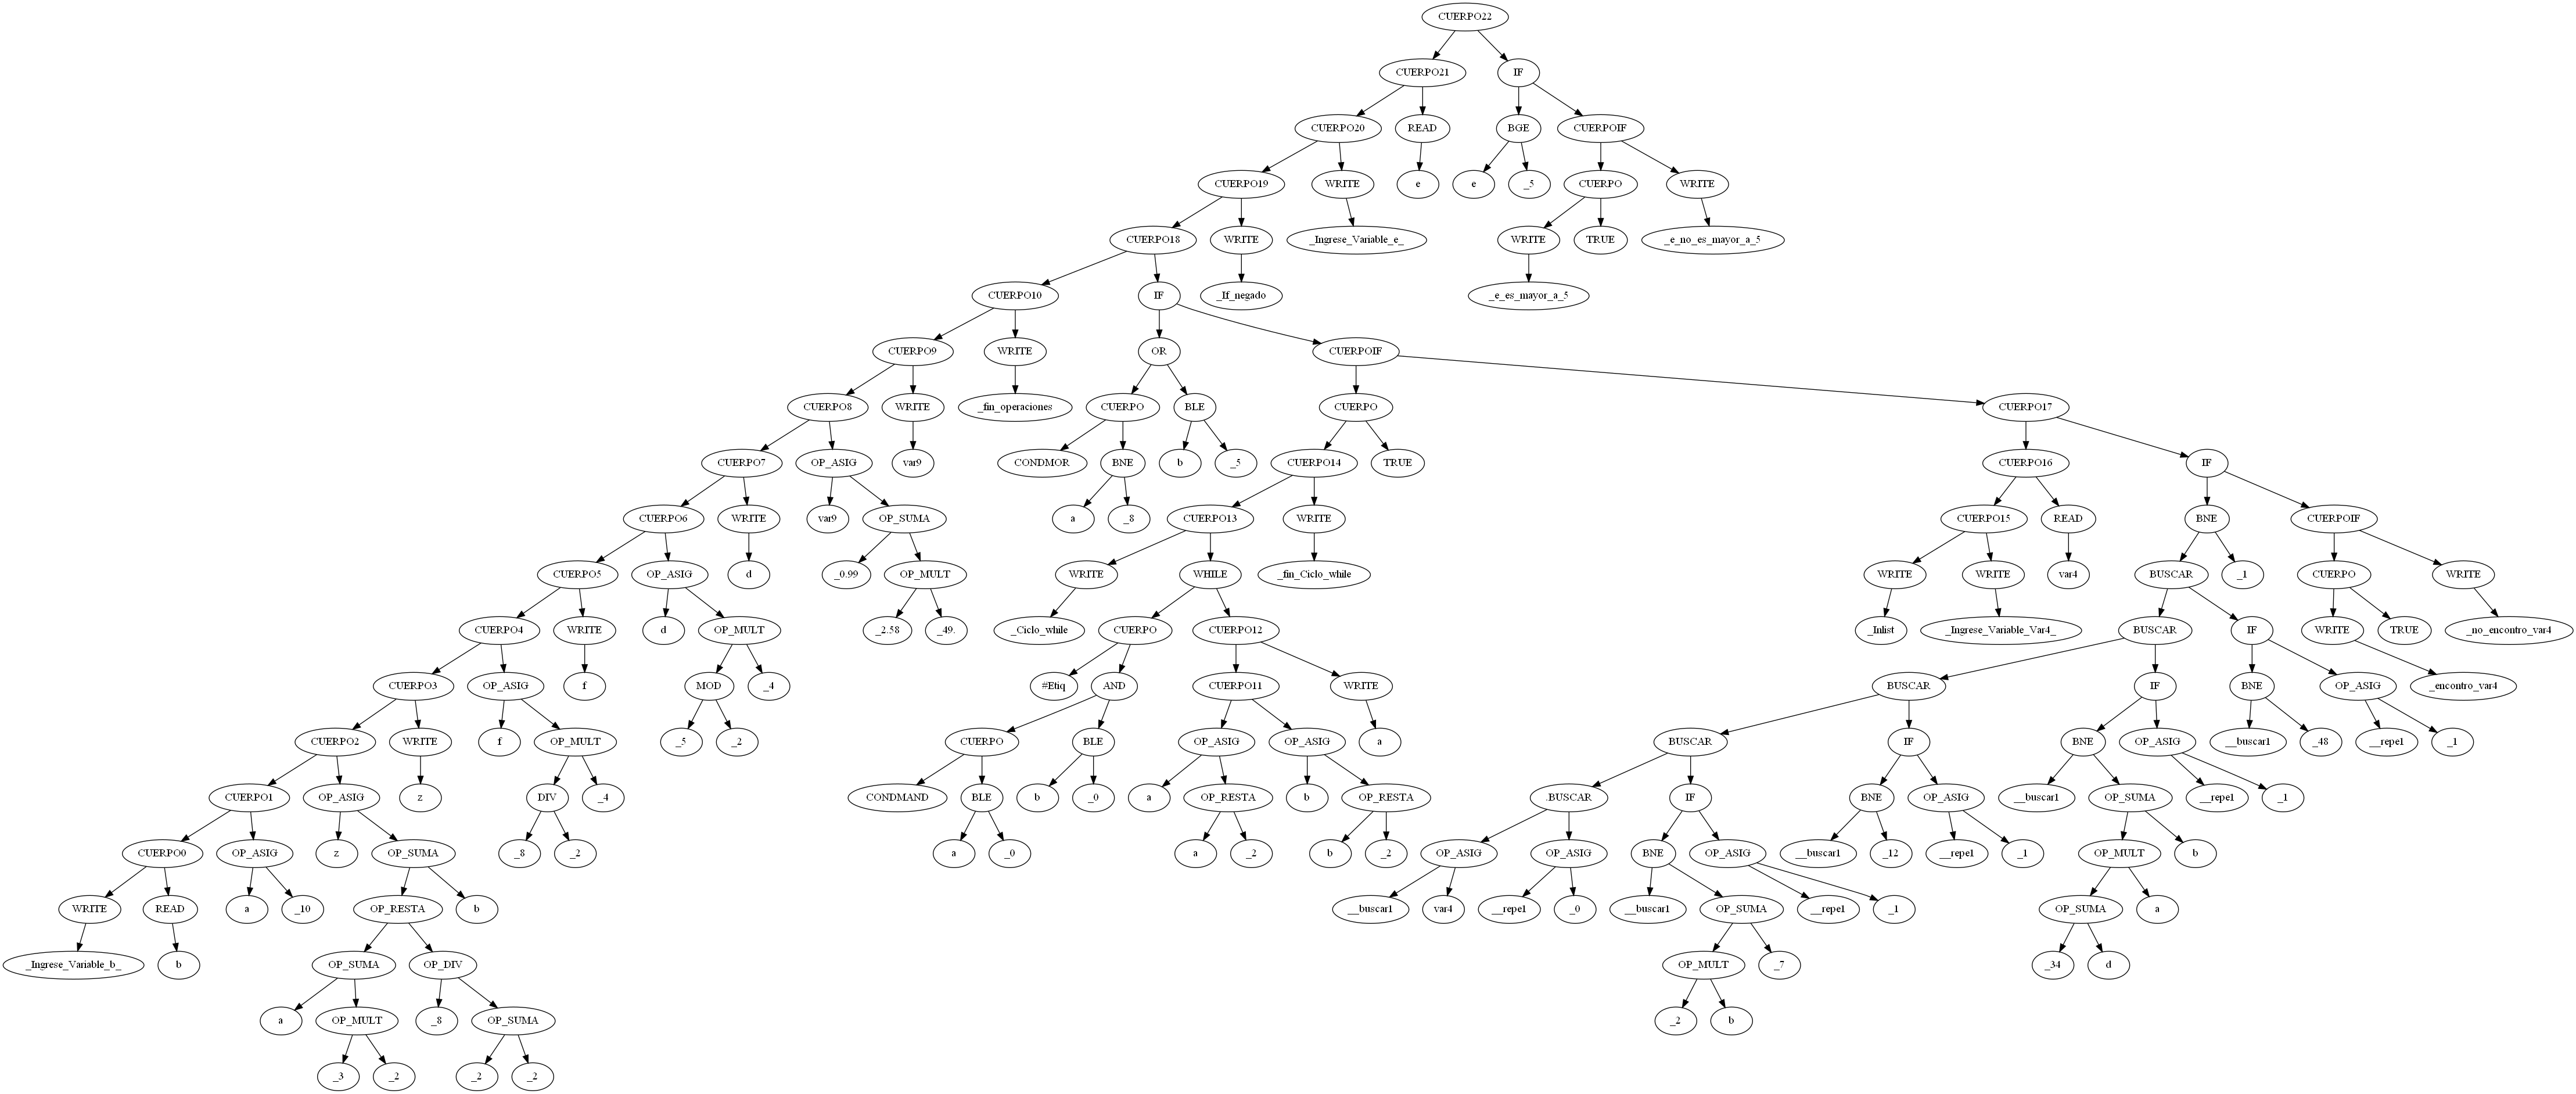 CUERPO22
CUERPO21 IF
CUERPO20 READ BGE CUERPOIF
CUERPO19 WRITE e e _5 CUERPO WRITE
CUERPO18 WRITE _Ingrese_Variable_e_ WRITE TRUE _e_no_es_mayor_a_5
CUERPO10 IF _If_negado _e_es_mayor_a_5
CUERPO9 WRITE OR CUERPOIF
CUERPO8 WRITE _fin_operaciones CUERPO BLE CUERPO CUERPO17
CUERPO7 OP_ASIG var9 CONDMOR BNE b _5 CUERPO14 TRUE CUERPO16 IF
CUERPO6 WRITE var9 OP_SUMA a _8 CUERPO13 WRITE CUERPO15 READ BNE CUERPOIF
CUERPO5 OP_ASIG d _0.99 OP_MULT WRITE WHILE _fin_Ciclo_while WRITE WRITE var4 BUSCAR _1 CUERPO WRITE
CUERPO4 WRITE d OP_MULT _2.58 _49. _Ciclo_while CUERPO CUERPO12 _Inlist _Ingrese_Variable_Var4_ BUSCAR IF WRITE TRUE _no_encontro_var4
CUERPO3 OP_ASIG f MOD _4 #Etiq AND CUERPO11 WRITE BUSCAR IF BNE OP_ASIG _encontro_var4
CUERPO2 WRITE f OP_MULT _5 _2 CUERPO BLE OP_ASIG OP_ASIG a BUSCAR IF BNE OP_ASIG __buscar1 _48 __repe1 _1
CUERPO1 OP_ASIG z DIV _4 CONDMAND BLE b _0 a OP_RESTA b OP_RESTA .BUSCAR IF BNE OP_ASIG __buscar1 OP_SUMA __repe1 _1
CUERPO0 OP_ASIG z OP_SUMA _8 _2 a _0 a _2 b _2 OP_ASIG OP_ASIG BNE OP_ASIG __buscar1 _12 __repe1 _1 OP_MULT b
WRITE READ a _10 OP_RESTA b __buscar1 var4 __repe1 _0 __buscar1 OP_SUMA __repe1 _1 OP_SUMA a
_Ingrese_Variable_b_ b OP_SUMA OP_DIV OP_MULT _7 _34 d
a OP_MULT _8 OP_SUMA _2 b
_3 _2 _2 _2